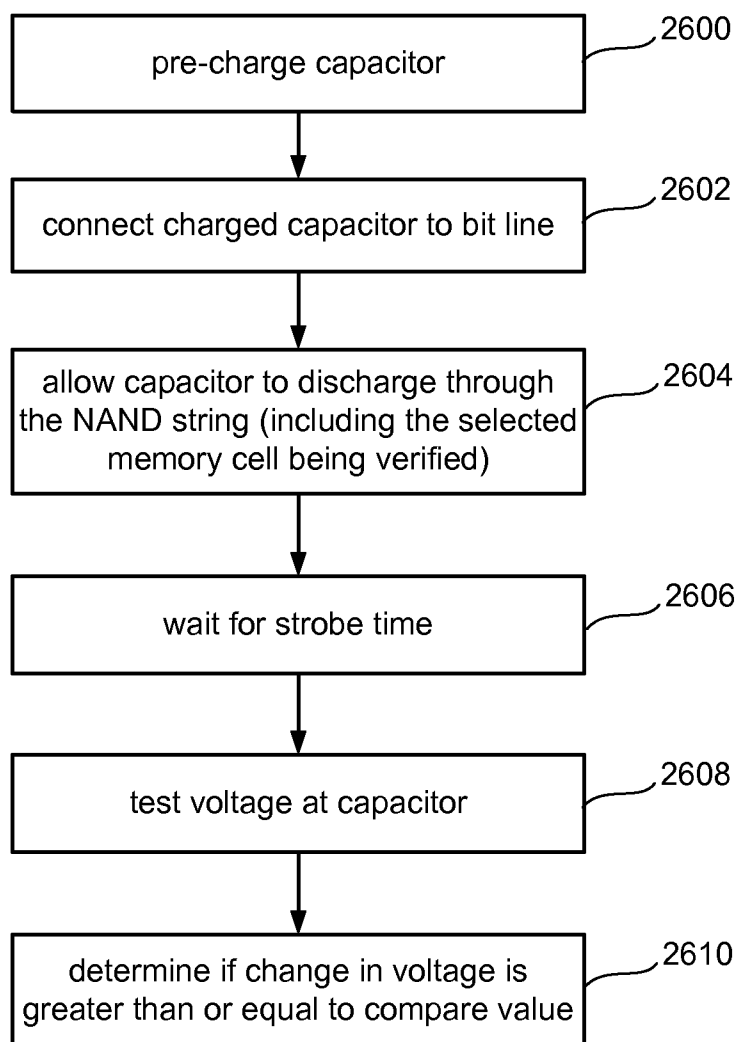 2600
pre-charge capacitor
2602
connect charged capacitor to bit line
2604
allow capacitor to discharge through
the NAND string (including the selected
memory cell being verified)
2606
wait for strobe time
2608
test voltage at capacitor
2610
determine if change in voltage is
greater than or equal to compare value